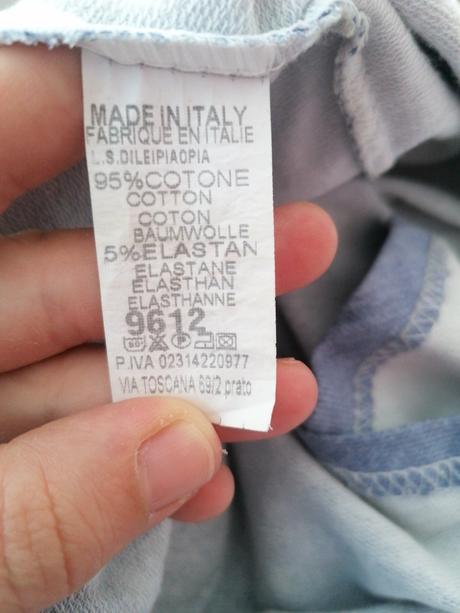 MADE IN ITALY
FABRIQUE EN ITALIE
L.S.DILEIPIAOPIA
95%COTONE
COTTON
COTON
BAUMWOLLE
5%ELASTAN
ELASTANE
ELASTHAN
ELASTHANNE
9612
P.IVA 02314220977
VIA TOSCANA 69/2 prato